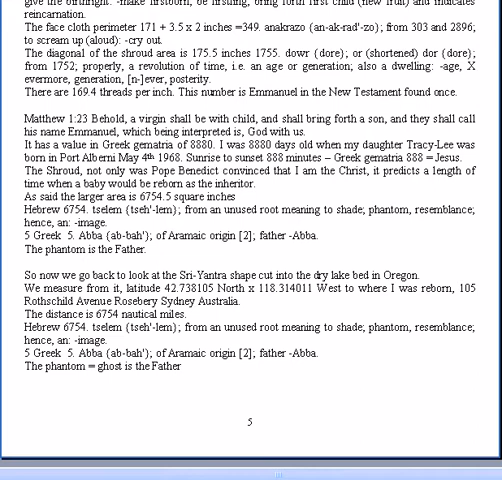 give the birthright. -make firstborn, be firstling, bring forth first child (new fruit) and indicates
reincarnation.
The face cloth perimeter 171 + 3.5 x 2 inches =349. anakrazo (an-ak-rad'-zo); from 303 and 2896;
to scream up (aloud): -cry out.
The diagonal of the shroud area is 175.5 inches 1755. dowr (dore); or (shortened) dor (dore);
from 1752; properly, a revolution of time, i.e. an age or generation; also a dwelling: -age, X
evermore, generation, [n-]ever, posterity.
There are 169.4 threads per inch. This number is Emmanuel in the New Testament found once.
Matthew 1:23 Behold, a virgin shall be with child, and shall bring forth a son, and they shall call
his name Emmanuel, which being interpreted is, God with us.
It has a value in Greek gematria of 8880. I was 8880 days old when my daughter Tracy-Lee was
born in Port Alberni May 4th 1968. Sunrise to sunset 888 minutes – Greek gematria 888 = Jesus.
The Shroud, not only was Pope Benedict convinced that I am the Christ, it predicts a length of
time when a baby would be reborn as the inheritor.
As said the larger area is 6754.5 square inches
Hebrew 6754. tselem (tseh'-lem); from an unused root meaning to shade; phantom, resemblance;
hence, an: -image.
5 Greek  5. Abba (ab-bah'); of Aramaic origin [2]; father -Abba.
The phantom is the Father.
So now we go back to look at the Sri-Yantra shape cut into the dry lake bed in Oregon.
We measure from it, latitude 42.738105 North x 118.314011 West to where I was reborn, 105
Rothschild Avenue Rosebery Sydney Australia.
The distance is 6754 nautical miles.
Hebrew 6754. tselem (tseh'-lem); from an unused root meaning to shade; phantom, resemblance;
hence, an: -image.
5 Greek  5. Abba (ab-bah'); of Aramaic origin [2]; father -Abba.
The phantom = ghost is the Father
5